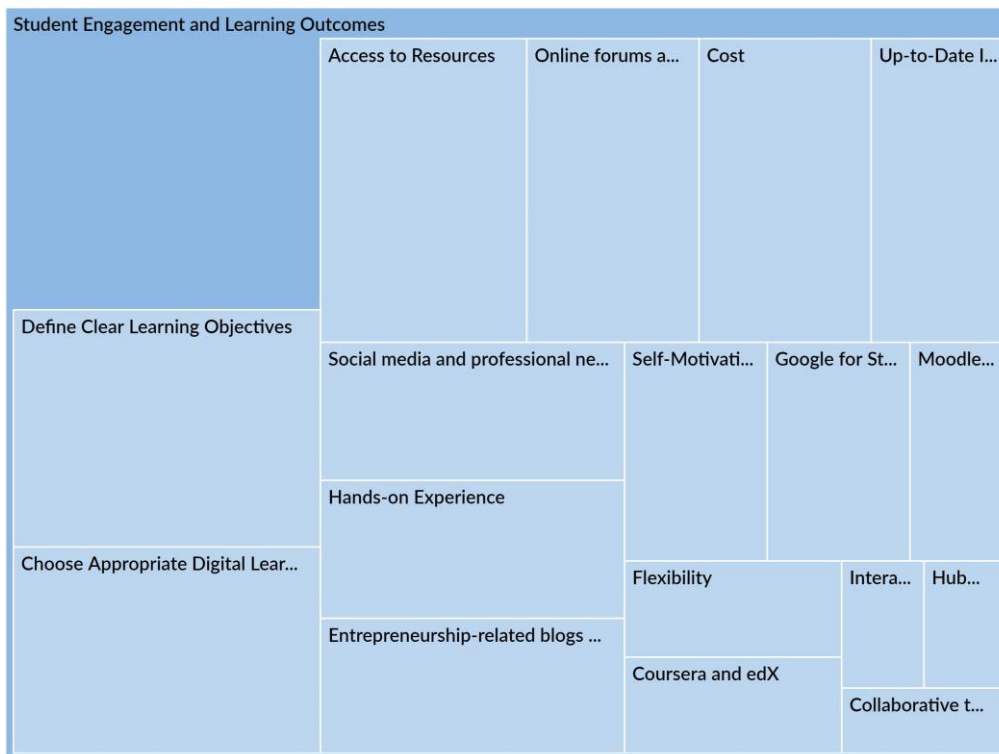 Student Engagement and Learning Outcomes
Access to Resources
Online forums a...
Cost
Up-to-Date I...
Define Clear Learning Objectives
Social media and professional ne...
Self-Motivati...
Google for St...
Moodle...
Hands-on Experience
Choose Appropriate Digital Lear...
Flexibility
Intera...
Hub...
Entrepreneurship-related blogs ...
Coursera and edX
Collaborative t...